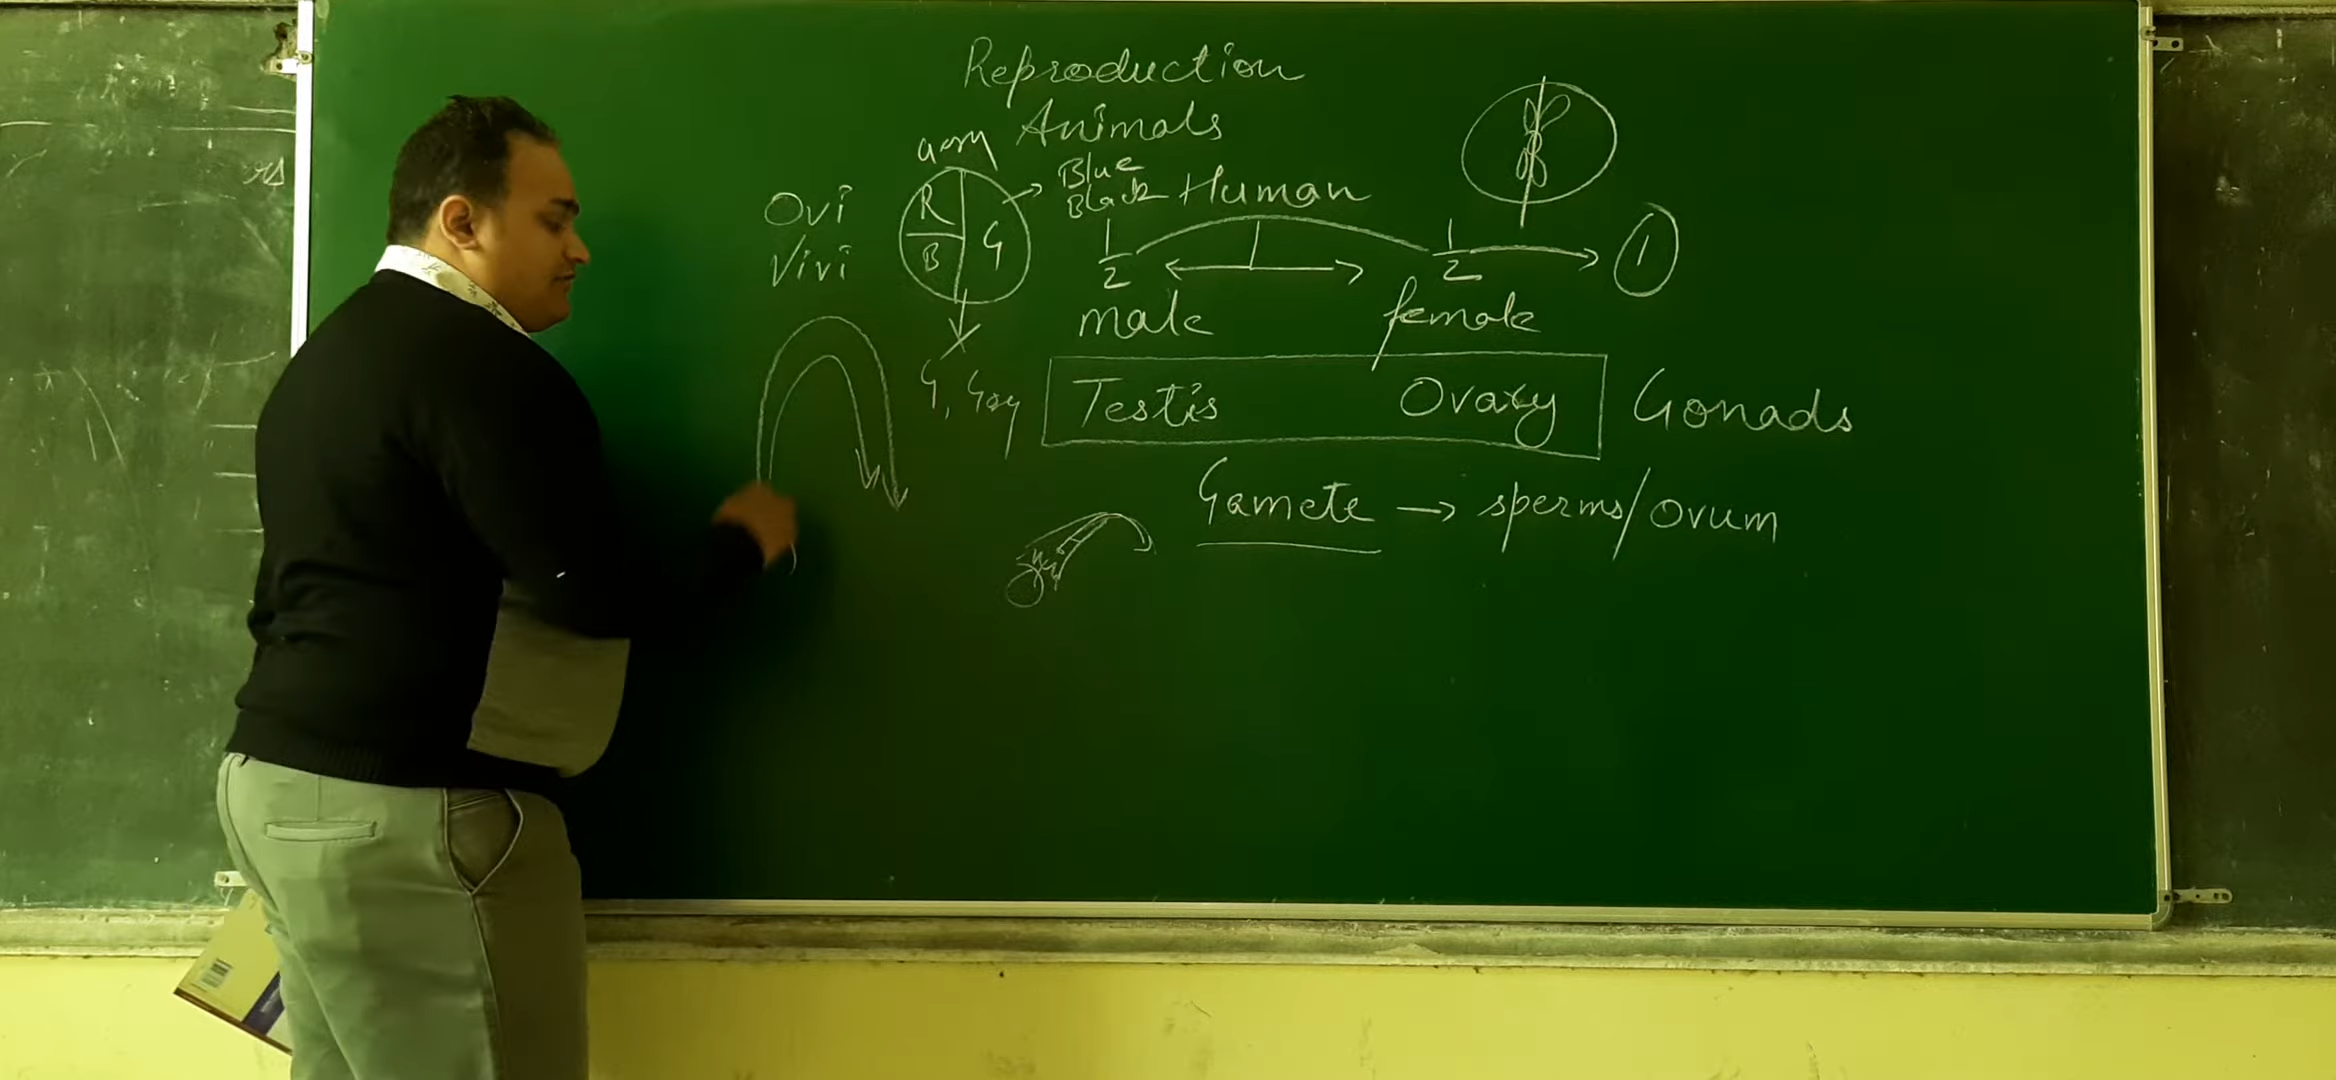 Reproduction
Animals
Ovi
Vivi
R
B
G
Blue
Black
Human
1/2
1/2
1
male
female
G, Gay
Testis
Ovary
Gonads
Gamete → sperms/ovum